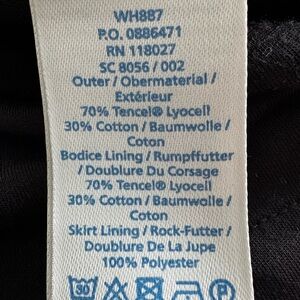 WH887
P.O. 0886471
RN 118027
SC 8056 / 002
Outer / Obermaterial /
Extérieur
70% Tencel® Lyocell
30% Cotton / Baumwolle /
Coton
Bodice Lining / Rumpffutter
/ Doublure Du Corsage
70% Tencel® Lyocell
30% Cotton / Baumwolle /
Coton
Skirt Lining / Rock-Futter /
Doublure De La Jupe
100% Polyester
30